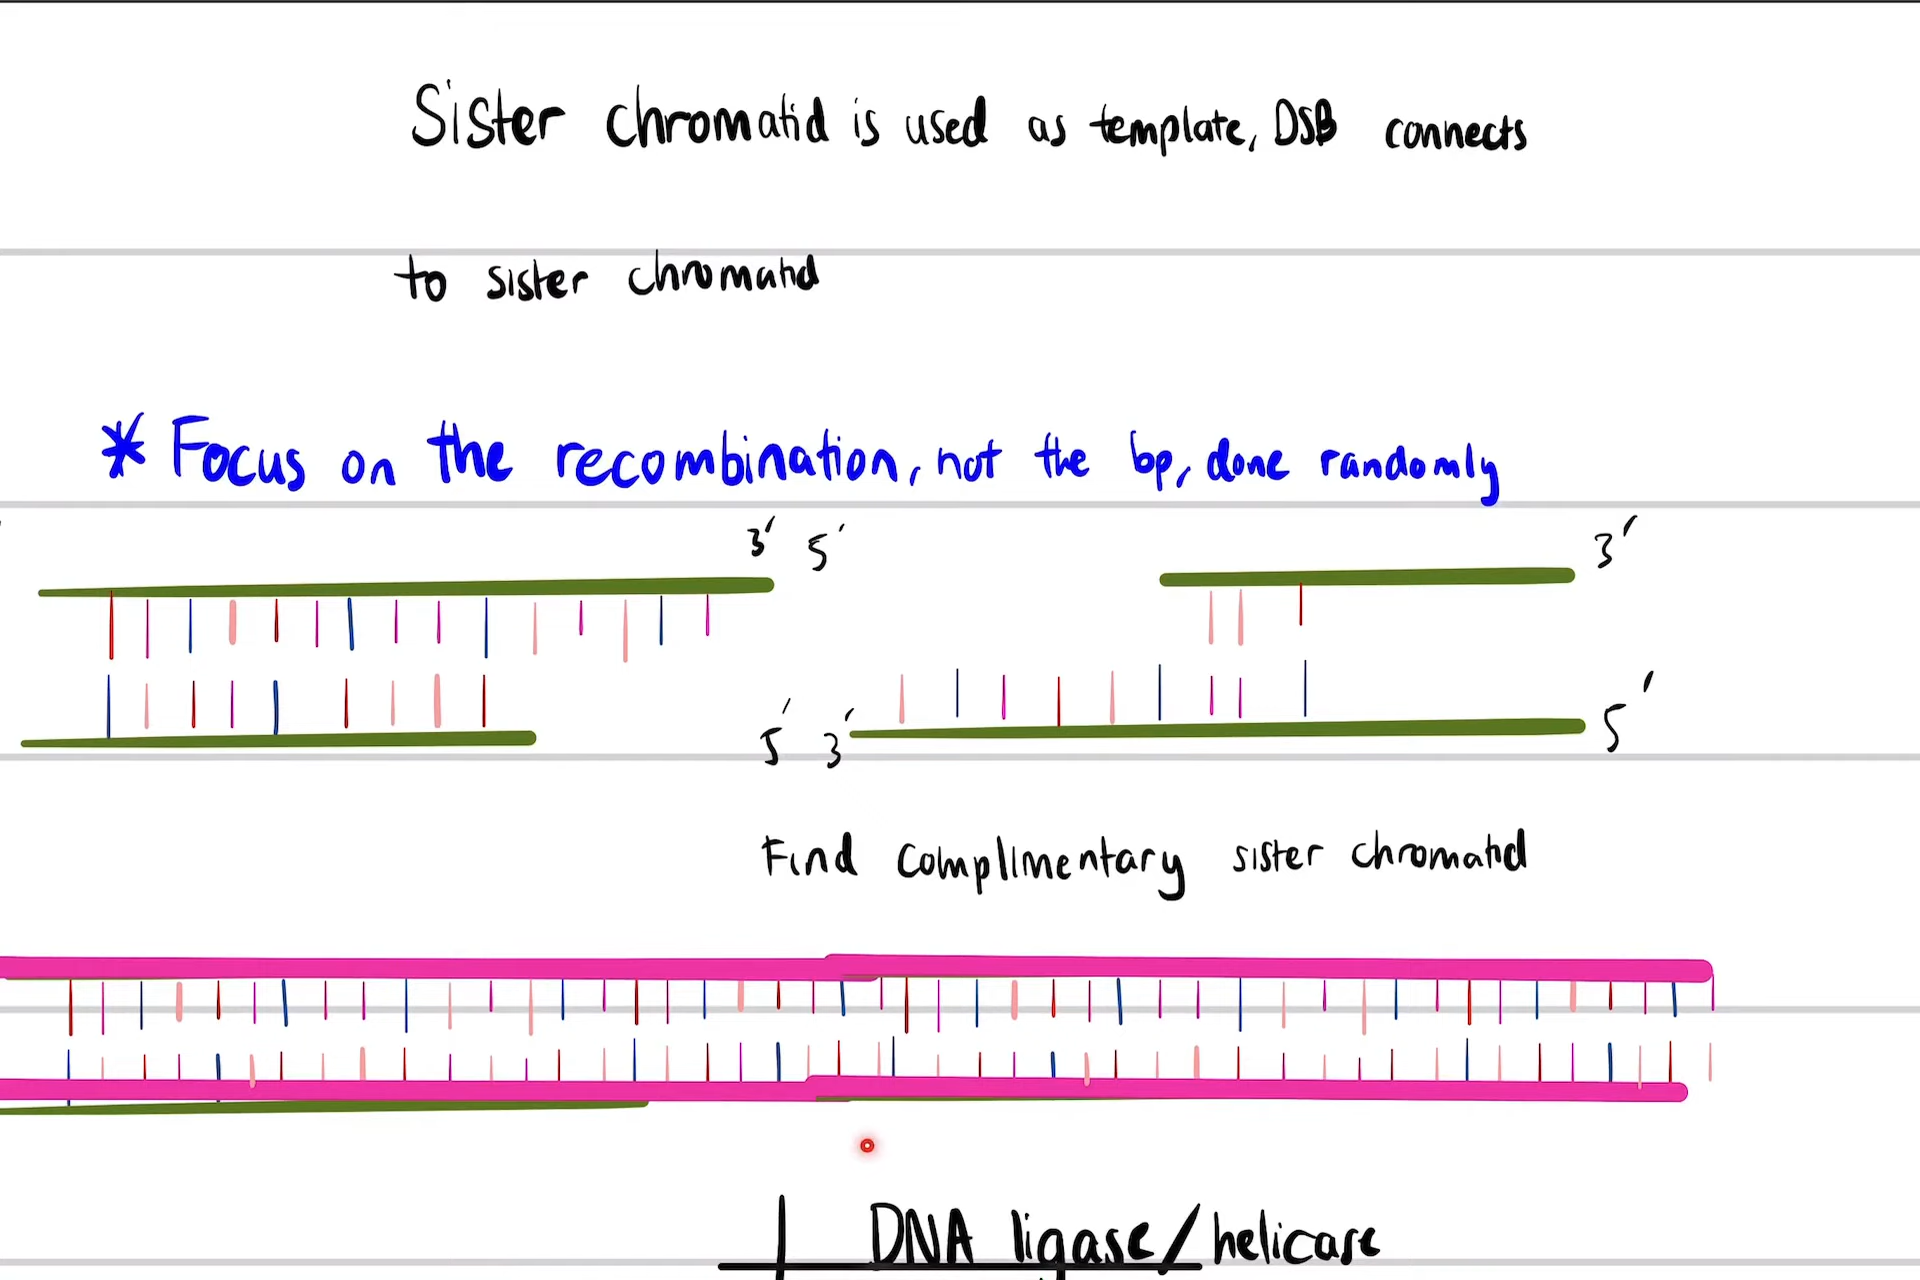 Sister chromatid is used as template, DSB connects
to sister chromatid
* Focus on the recombination, not the bp, done randomly
3' 5' 3'
5' 3' 5'
Find complimentary sister chromatid
DNA ligase/helicase